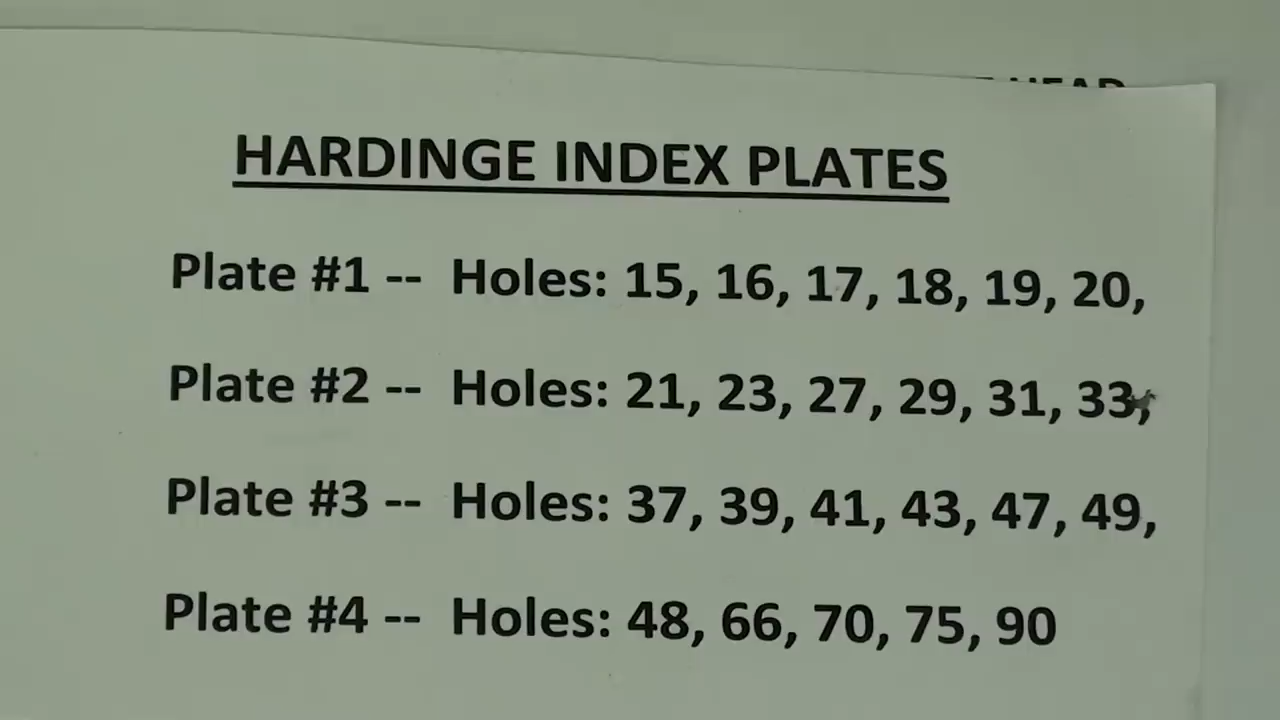 HEAD
HARDINGE INDEX PLATES
Plate #1 -- Holes: 15, 16, 17, 18, 19, 20,
Plate #2 -- Holes: 21, 23, 27, 29, 31, 33,
Plate #3 -- Holes: 37, 39, 41, 43, 47, 49,
Plate #4 -- Holes: 48, 66, 70, 75, 90